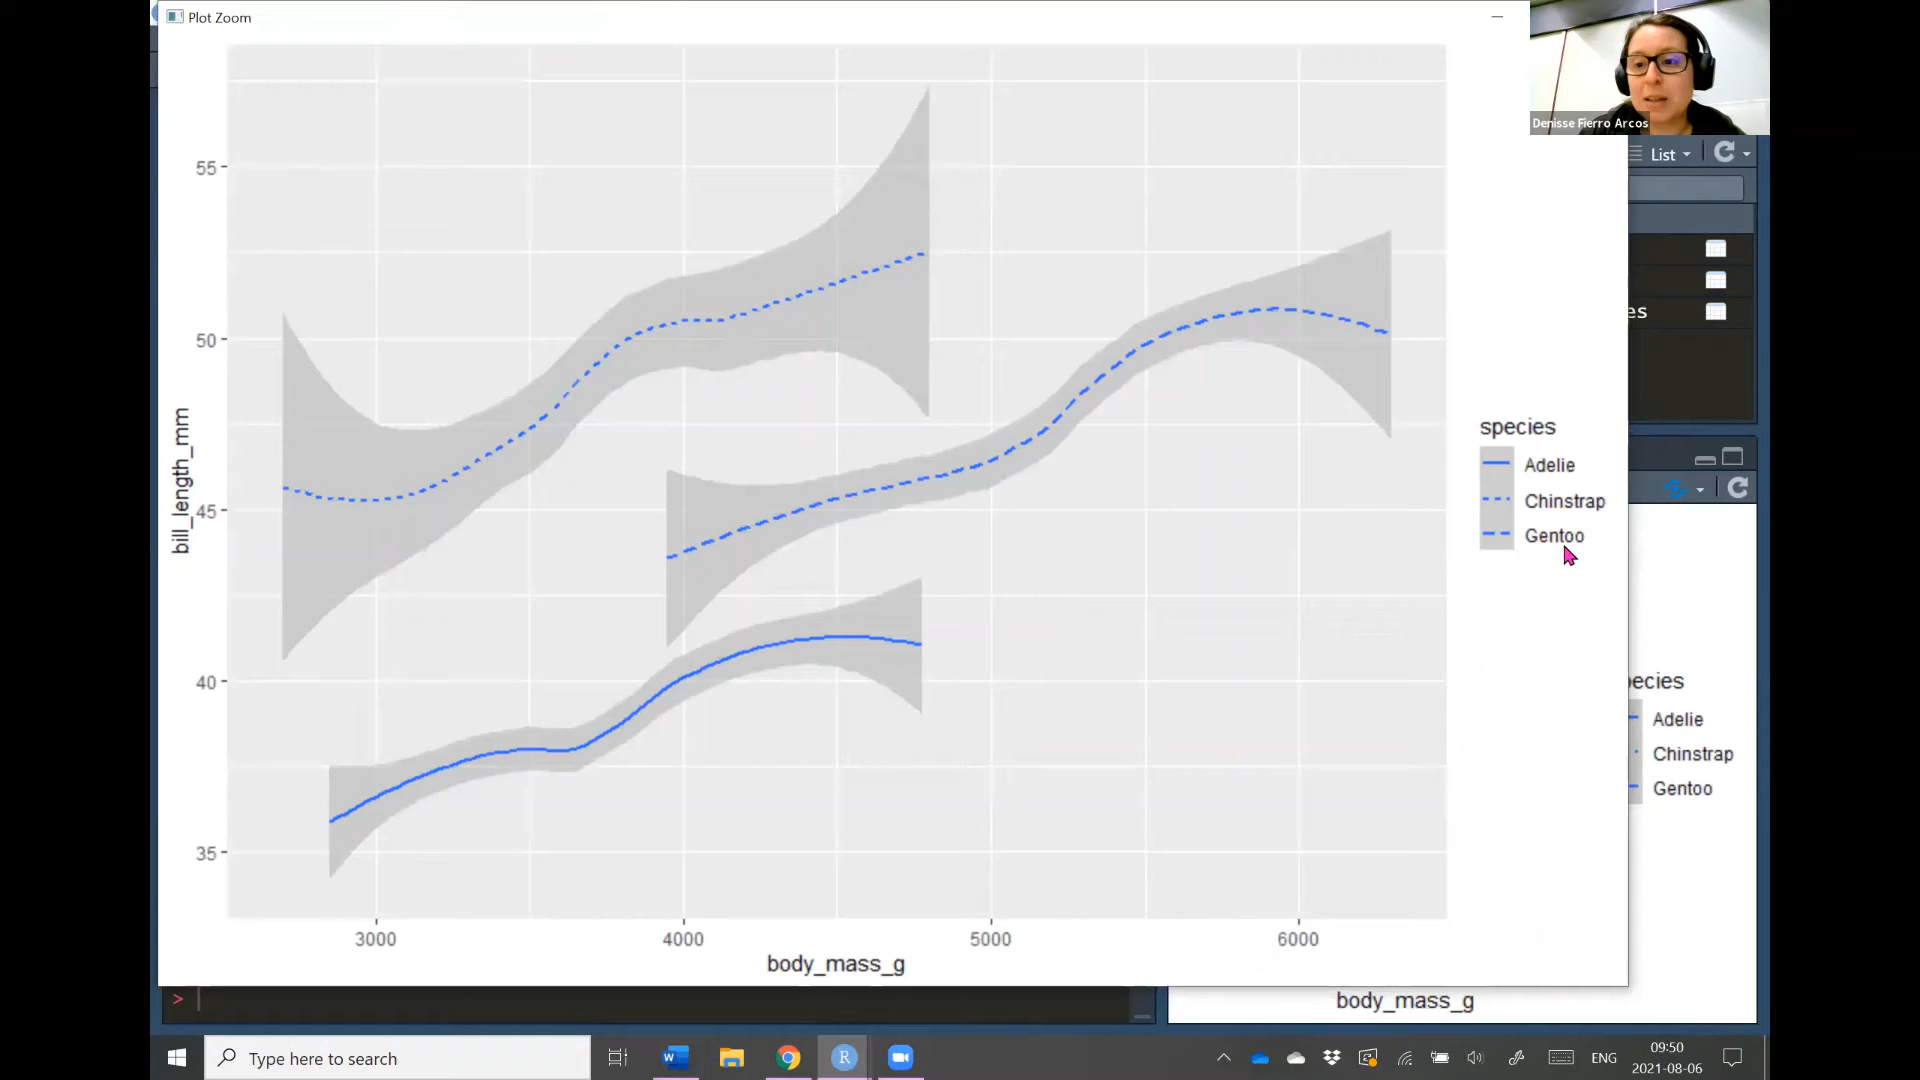 Plot Zoom
Denisse Fierro Arcos
List
es
55
50
45
40
35
bill_length_mm
3000
4000
5000
6000
body_mass_g
species
Adelie
Chinstrap
Gentoo
pecies
Adelie
Chinstrap
Gentoo
>
body_mass_g
Type here to search
W
R
ENG
09:50
2021-08-06